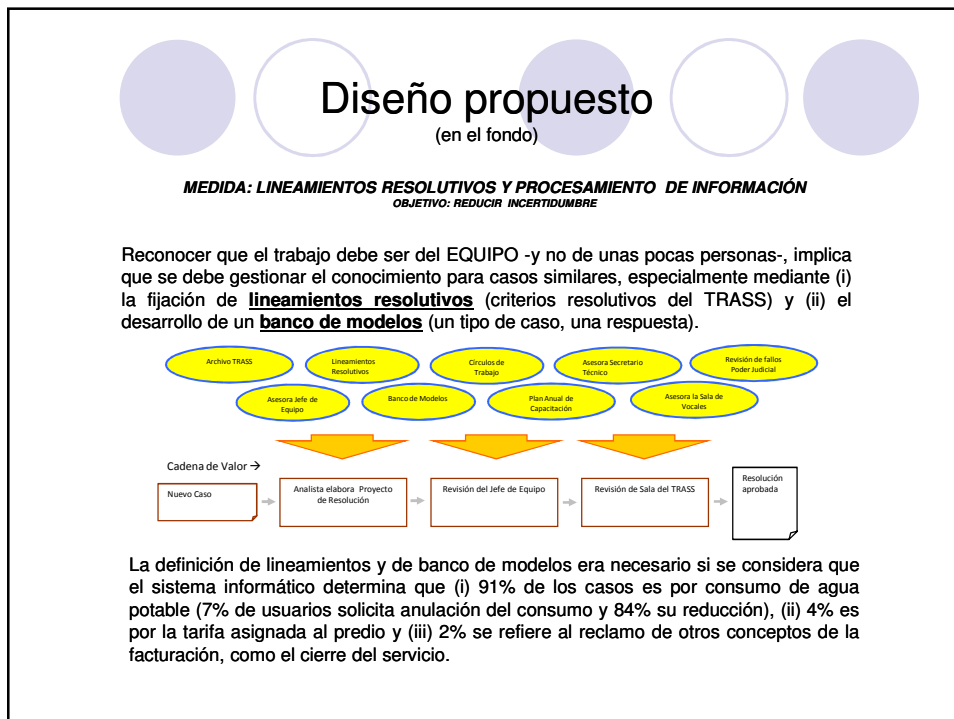 Diseño propuesto
(en el fondo)
MEDIDA: LINEAMIENTOS RESOLUTIVOS Y PROCESAMIENTO DE INFORMACIÓN
OBJETIVO: REDUCIR INCERTIDUMBRE
Reconocer que el trabajo debe ser del EQUIPO -y no de unas pocas personas-, implica
que se debe gestionar el conocimiento para casos similares, especialmente mediante (i)
la fijación de lineamientos resolutivos (criterios resolutivos del TRASS) y (ii) el
desarrollo de un banco de modelos (un tipo de caso, una respuesta).
Archivo TRASS
Lineamientos
Resolutivos
Círculos de
Trabajo
Asesora Secretario
Técnico
Revisión de fallos
Poder Judicial
Asesora Jefe de
Equipo
Banco de Modelos
Plan Anual de
Capacitación
Asesora la Sala de
Vocales
Cadena de Valor →
Nuevo Caso
Analista elabora Proyecto
de Resolución
Revisión del Jefe de Equipo
Revisión de Sala del TRASS
Resolución
aprobada
La definición de lineamientos y de banco de modelos era necesario si se considera que
el sistema informático determina que (i) 91% de los casos es por consumo de agua
potable (7% de usuarios solicita anulación del consumo y 84% su reducción), (ii) 4% es
por la tarifa asignada al predio y (iii) 2% se refiere al reclamo de otros conceptos de la
facturación, como el cierre del servicio.